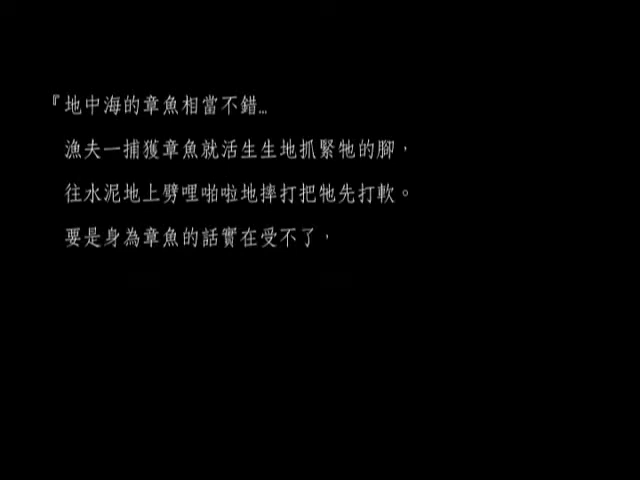 『地中海的章魚相當不錯…
漁夫一捕獲章魚就活生生地抓緊牠的腳，
往水泥地上劈哩啪啦地摔打把牠先打軟。
要是身為章魚的話實在受不了，